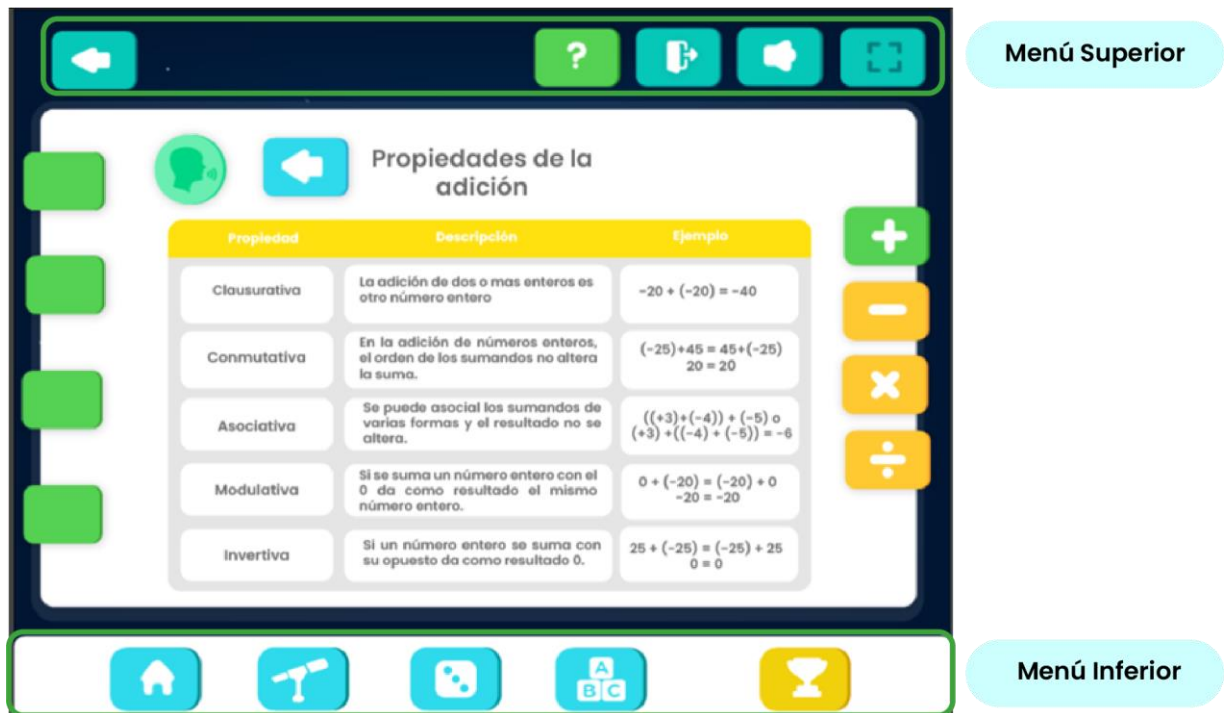 ?
Menú Superior
Propiedades de la
adición
Propiedad Descripción Ejemplo
Clausurativa
La adición de dos o mas enteros es
otro número entero
-20 + (-20) = -40
Conmutativa
En la adición de números enteros,
el orden de los sumandos no altera
la suma.
(-25)+45 = 45+(-25)
20 = 20
Asociativa
Se puede asocial los sumandos de
varias formas y el resultado no se
altera.
((+3)+(-4)) + (-5) o
(+3) +((-4) + (-5)) = -6
Modulativa
Si se suma un número entero con el
0 da como resultado el mismo
número entero.
0 + (-20) = (-20) + 0
-20 = -20
Invertiva
Si un número entero se suma con
su opuesto da como resultado 0.
25 + (-25) = (-25) + 25
0 = 0
+
-
×
÷
A
B C
Menú Inferior